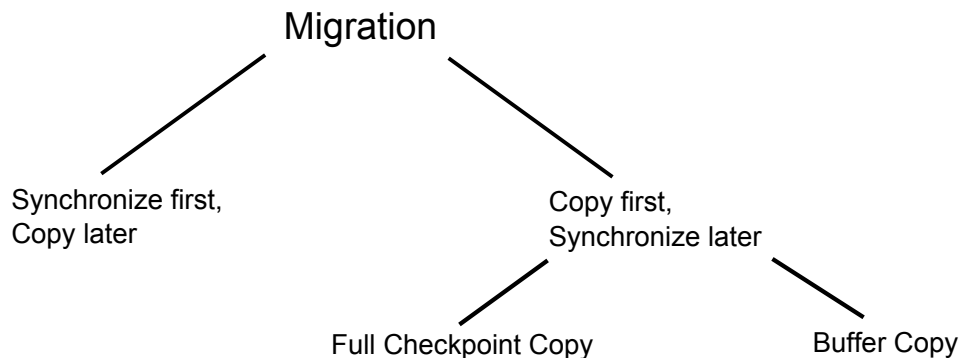 Migration
Synchronize first,
Copy later
Copy first,
Synchronize later
Full Checkpoint Copy
Buffer Copy